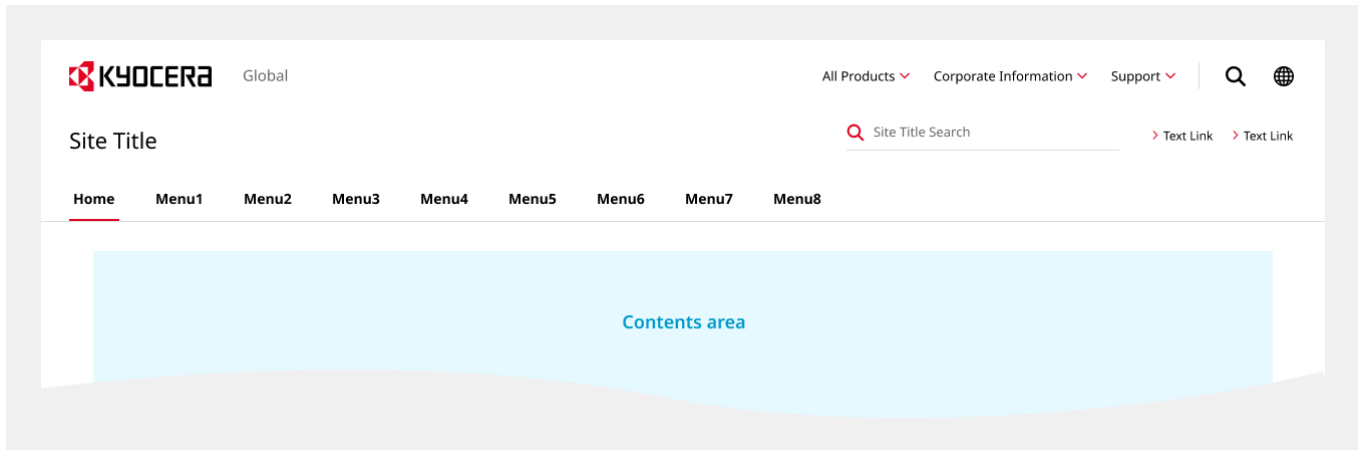 KYOCERA Global All Products Corporate Information Support
Site Title Site Title Search Text Link Text Link
Home Menu1 Menu2 Menu3 Menu4 Menu5 Menu6 Menu7 Menu8
Contents area